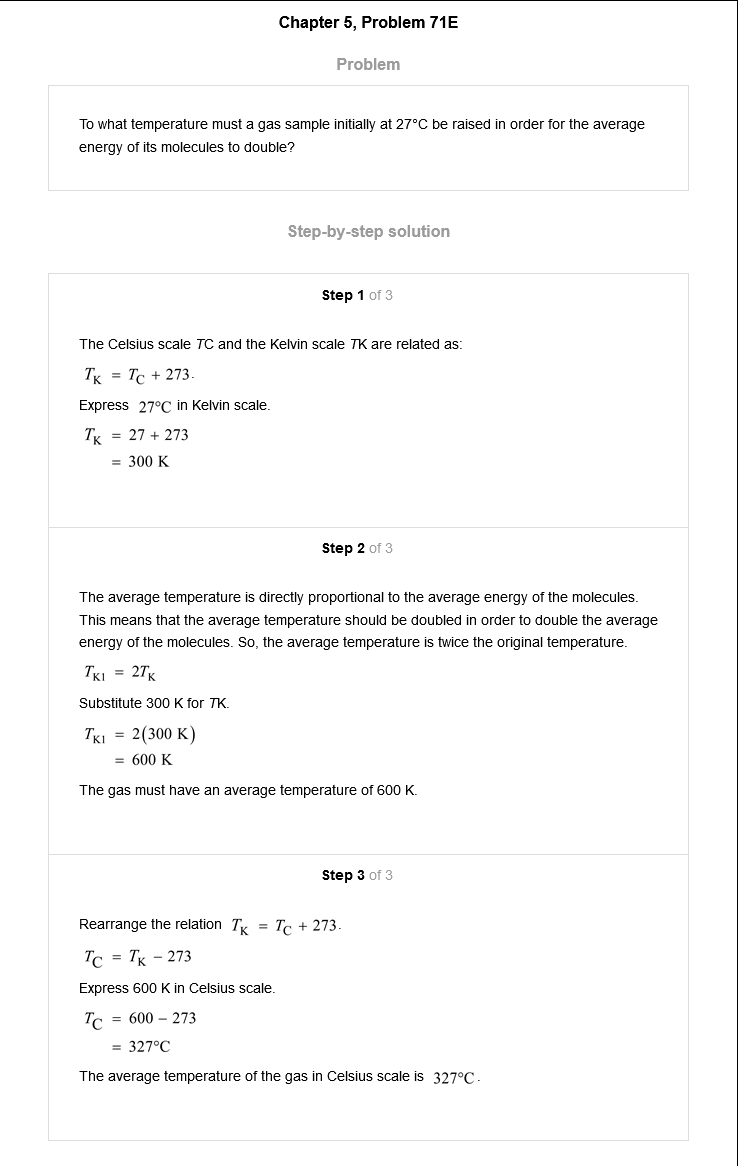 Chapter 5, Problem 71E
Problem
To what temperature must a gas sample initially at 27°C be raised in order for the average
energy of its molecules to double?
Step-by-step solution
Step 1 of 3
The Celsius scale TC and the Kelvin scale TK are related as:
T_K = T_C + 273.
Express 27°C in Kelvin scale.
T_K = 27 + 273
= 300 K
Step 2 of 3
The average temperature is directly proportional to the average energy of the molecules.
This means that the average temperature should be doubled in order to double the average
energy of the molecules. So, the average temperature is twice the original temperature.
T_K1 = 2T_K
Substitute 300 K for TK.
T_K1 = 2(300 K)
= 600 K
The gas must have an average temperature of 600 K.
Step 3 of 3
Rearrange the relation T_K = T_C + 273.
T_C = T_K − 273
Express 600 K in Celsius scale.
T_C = 600 − 273
= 327°C
The average temperature of the gas in Celsius scale is 327°C.